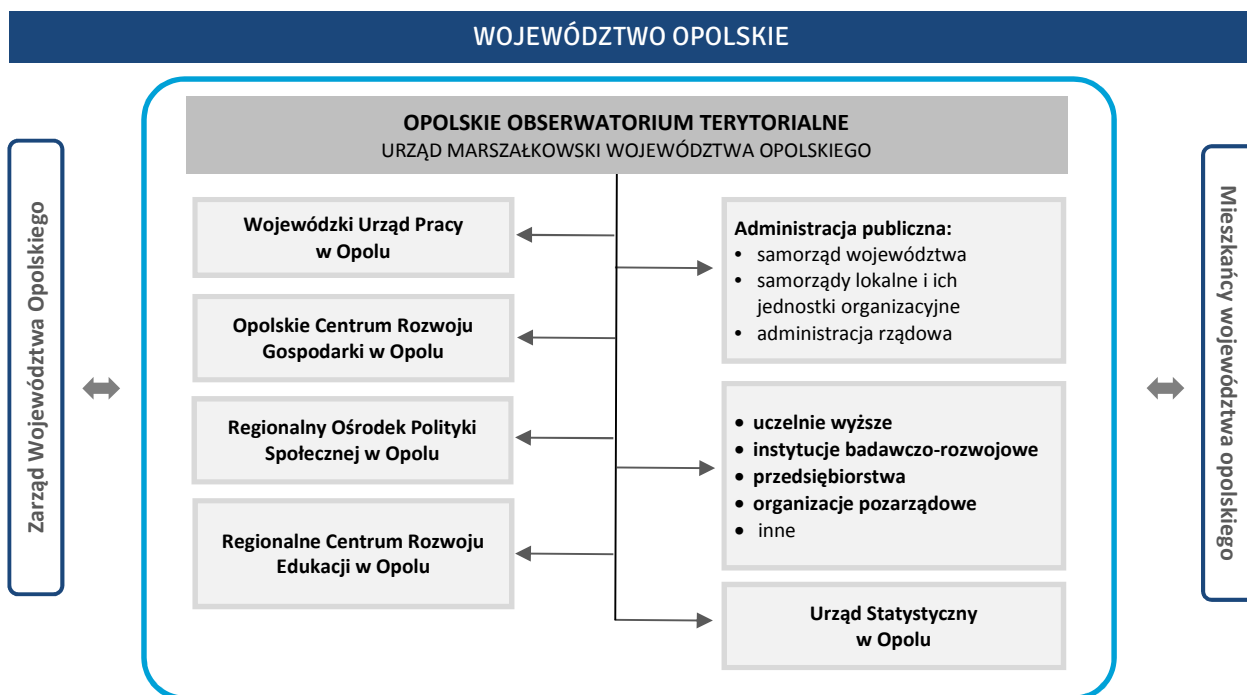 WOJEWÓDZTWO OPOLSKIE
OPOLSKIE OBSERWATORIUM TERYTORIALNE
URZĄD MARSZAŁKOWSKI WOJEWÓDZTWA OPOLSKIEGO
Zarząd Województwa Opolskiego
Wojewódzki Urząd Pracy
w Opolu
Opolskie Centrum Rozwoju
Gospodarki w Opolu
Regionalny Ośrodek Polityki
Społecznej w Opolu
Regionalne Centrum Rozwoju
Edukacji w Opolu
Administracja publiczna:
• samorząd województwa
• samorządy lokalne i ich
jednostki organizacyjne
• administracja rządowa
• uczelnie wyższe
• instytucje badawczo-rozwojowe
• przedsiębiorstwa
• organizacje pozarządowe
• inne
Urząd Statystyczny
w Opolu
Mieszkańcy województwa opolskiego